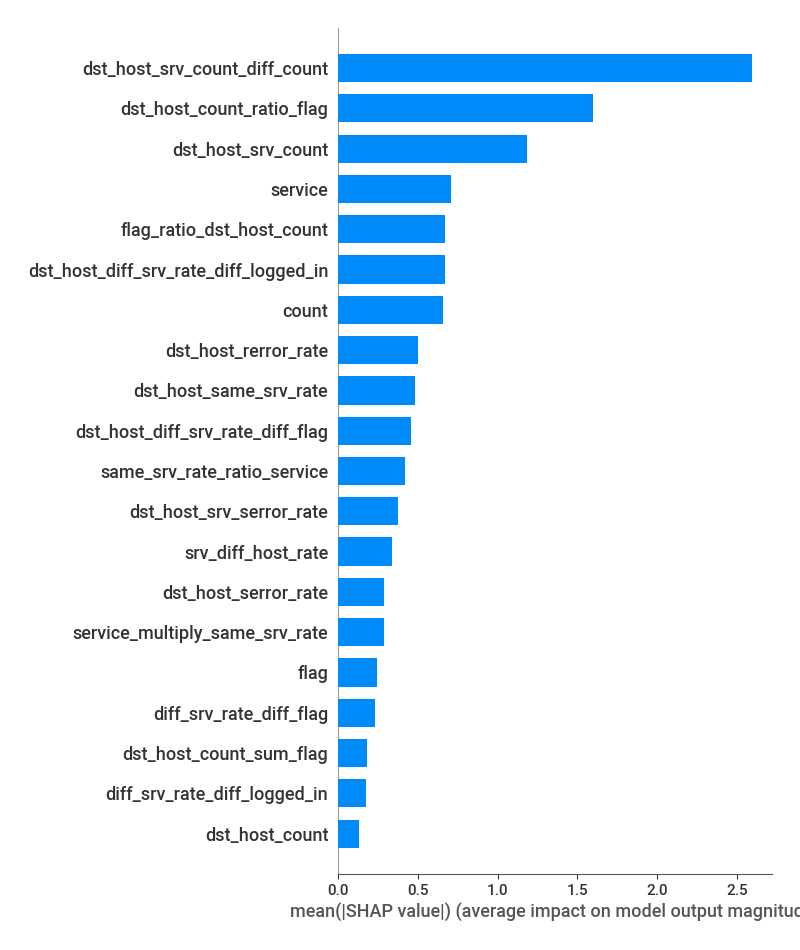 dst_host_srv_count_diff_count
dst_host_count_ratio_flag
dst_host_srv_count
service
flag_ratio_dst_host_count
dst_host_diff_srv_rate_diff_logged_in
count
dst_host_rerror_rate
dst_host_same_srv_rate
dst_host_diff_srv_rate_diff_flag
same_srv_rate_ratio_service
dst_host_srv_serror_rate
srv_diff_host_rate
dst_host_serror_rate
service_multiply_same_srv_rate
flag
diff_srv_rate_diff_flag
dst_host_count_sum_flag
diff_srv_rate_diff_logged_in
dst_host_count
0.0 0.5 1.0 1.5 2.0 2.5
mean(|SHAP value|) (average impact on model output magnitud